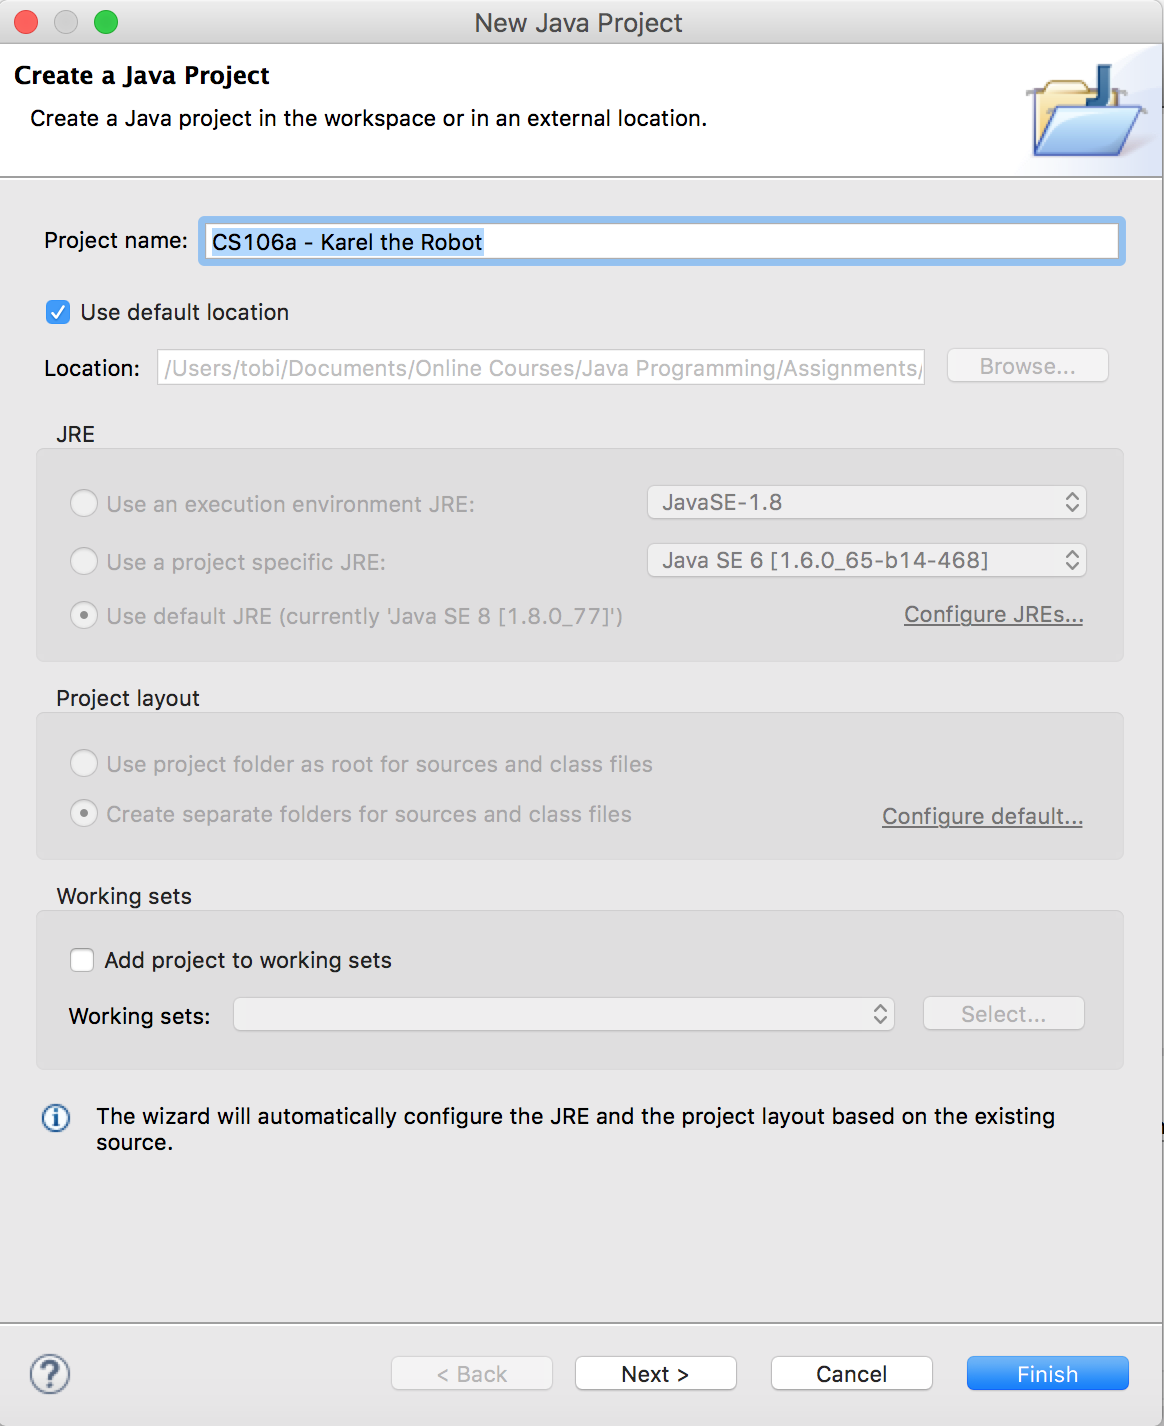 New Java Project
Create a Java Project
Create a Java project in the workspace or in an external location.
Project name: CS106a - Karel the Robot
Use default location
Location: /Users/tobi/Documents/Online Courses/Java Programming/Assignments/ Browse...
JRE
Use an execution environment JRE: JavaSE-1.8
Use a project specific JRE: Java SE 6 [1.6.0_65-b14-468]
Use default JRE (currently 'Java SE 8 [1.8.0_77]') Configure JREs...
Project layout
Use project folder as root for sources and class files
Create separate folders for sources and class files Configure default...
Working sets
Add project to working sets
Working sets: Select...
The wizard will automatically configure the JRE and the project layout based on the existing
source.
? < Back Next > Cancel Finish